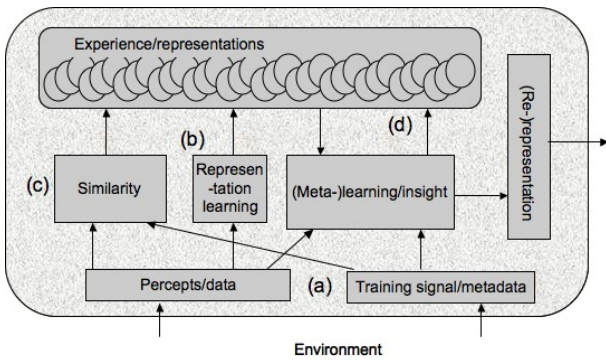 Experience/representations
(b)
(d)
(Re-)representation
(c)
Similarity
Represen
-tation
learning
(Meta-)learning/insight
Percepts/data
(a)
Training signal/metadata
Environment